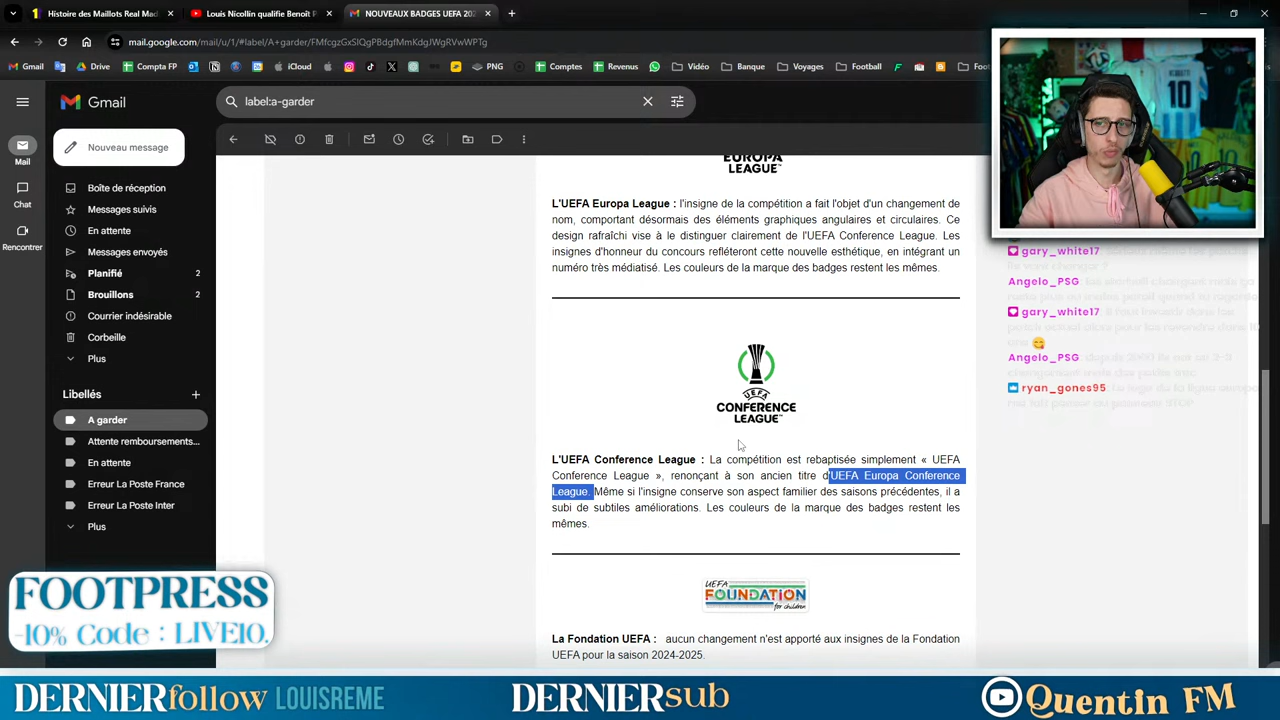 Histoire des Maillots Real Mad
Louis Nicollin qualifie Benoît P
NOUVEAUX BADGES UEFA 202
mail.google.com/mail/u/1/#label/A+garder/FMfcgzGxSlQgPBdgfMmKdgJWgRVwWPTg
Gmail
Drive
Compta FP
iCloud
PNG
Comptes
Revenus
Vidéo
Banque
Voyages
Football
Gmail
label:a-garder
Mail
Chat
Rencontrer
Nouveau message
Boîte de réception
Messages suivis
En attente
Messages envoyés
Planifié 2
Brouillons 2
Courrier indésirable
Corbeille
Plus
Libellés
A garder
Attente remboursements...
En attente
Erreur La Poste France
Erreur La Poste Inter
Plus
EUROPA
LEAGUE™
L'UEFA Europa League : l'insigne de la compétition a fait l'objet d'un changement de
nom, comportant désormais des éléments graphiques angulaires et circulaires. Ce
design rafraîchi vise à le distinguer clairement de l'UEFA Conference League. Les
insignes d'honneur du concours refléteront cette nouvelle esthétique, en intégrant un
numéro très médiatisé. Les couleurs de la marque des badges restent les mêmes.
UEFA
CONFERENCE
LEAGUE™
L'UEFA Conference League : La compétition est rebaptisée simplement « UEFA
Conference League », renonçant à son ancien titre d'UEFA Europa Conference
League. Même si l'insigne conserve son aspect familier des saisons précédentes, il a
subi de subtiles améliorations. Les couleurs de la marque des badges restent les
mêmes.
UEFA
FOUNDATION
for children
La Fondation UEFA : aucun changement n'est apporté aux insignes de la Fondation
UEFA pour la saison 2024-2025.
10
gary_white17
Angelo_PSG
gary_white17
Angelo_PSG
ryan_gones95
FOOTPRESS
-10% Code : LIVE10.
DERNIERfollow LOUISREME
DERNIERsub
Quentin FM